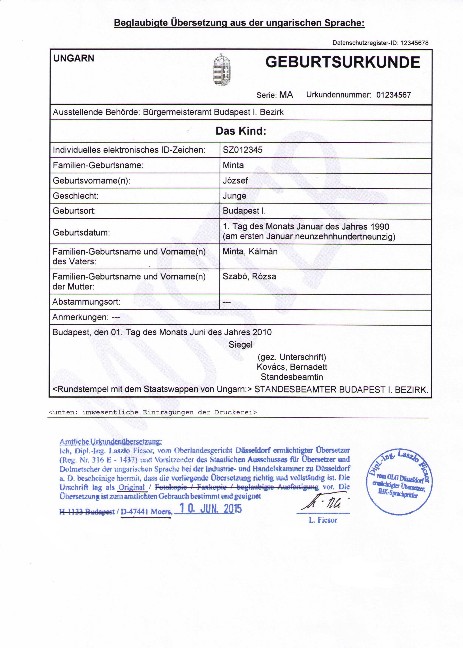 Beglaubigte Übersetzung aus der ungarischen Sprache:
Datenschutzregister-ID: 12345678
UNGARN
GEBURTSURKUNDE
Serie: MA Urkundennummer: 01234567
Ausstellende Behörde: Bürgermeisteramt Budapest I. Bezirk
Das Kind:
Individuelles elektronisches ID-Zeichen: SZ012345
Familien-Geburtsname: Minta
Geburtsvorname(n): József
Geschlecht: Junge
Geburtsort: Budapest I.
Geburtsdatum: 1. Tag des Monats Januar des Jahres 1990
(am ersten Januar neunzehnhundertneunzig)
Familien-Geburtsname und Vorname(n) Minta, Kálmán
des Vaters:
Familien-Geburtsname und Vorname(n) Szabó, Rózsa
der Mutter:
Abstammungsort: ---
Anmerkungen: ---
Budapest, den 01. Tag des Monats Juni des Jahres 2010
Siegel
(gez. Unterschrift)
Kovács, Bernadett
Standesbeamtin
<Rundstempel mit dem Staatswappen von Ungarn:> STANDESBEAMTER BUDAPEST I. BEZIRK.
MUSTER
<unten: unwesentliche Eintragungen der Druckerei>
Amtliche Urkundenübersetzung:
Ich, Dipl.-Ing. Laszlo Ficsor, vom Oberlandesgericht Düsseldorf ermächtigter Übersetzer
(Reg. Nr. 316 E - 1437) und Vorsitzender des Staatlichen Ausschusses für Übersetzer und
Dolmetscher der ungarischen Sprache bei der Industrie- und Handelskammer zu Düsseldorf
a. D. bescheinige hiermit, dass die vorliegende Übersetzung richtig und vollständig ist. Die
Urschrift lag als Original / Fotokopie / Faxkopie / beglaubigte Ausfertigung vor. Die
Übersetzung ist zum amtlichen Gebrauch bestimmt und geeignet
H-1133 Budapest / D-47441 Moers, 10. JUN. 2015
L. Ficsor
Dipl.-Ing. Laszlo Ficsor
vom OLG Düsseldorf
ermächtigter Übersetzer,